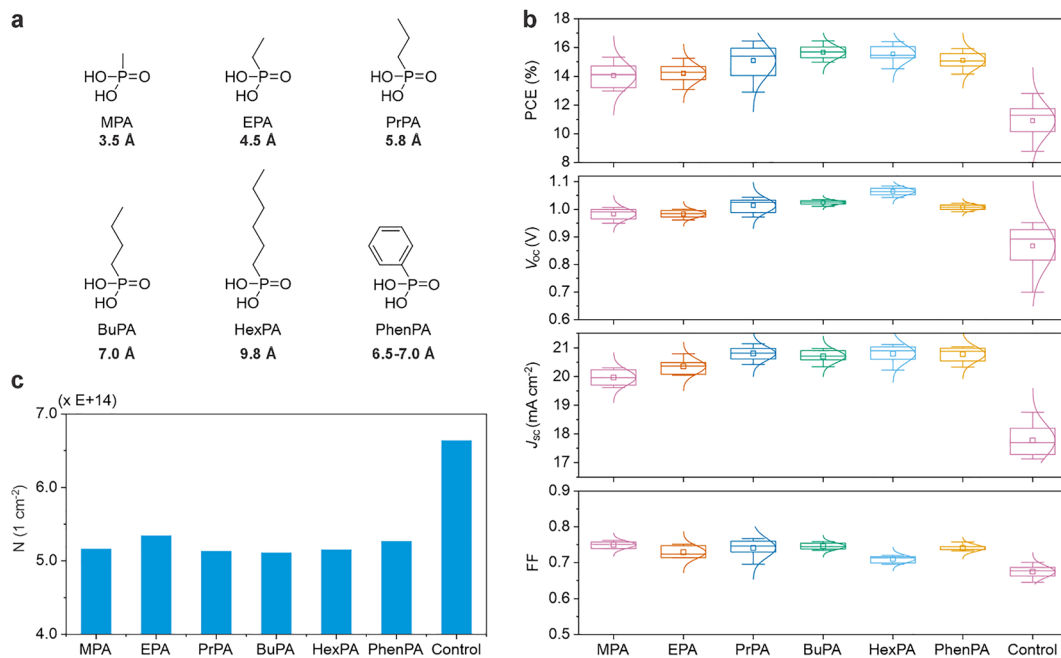 a
HO
P
O
HO
MPA
3.5 Å
HO
P
O
HO
EPA
4.5 Å
HO
P
O
HO
PrPA
5.8 Å
HO
P
O
HO
BuPA
7.0 Å
HO
P
O
HO
HexPA
9.8 Å
HO
P
O
HO
PhenPA
6.5-7.0 Å
b
PCE (%)
18
16
14
12
10
8
V_OC (V)
1.1
1.0
0.9
0.8
0.7
0.6
J_SC (mA cm⁻²)
21
20
19
18
17
FF
0.9
0.8
0.7
0.6
0.5
MPA EPA PrPA BuPA HexPA PhenPA Control
c
(x E+14)
N (1 cm⁻²)
7.0
6.0
5.0
4.0
MPA EPA PrPA BuPA HexPA PhenPA Control